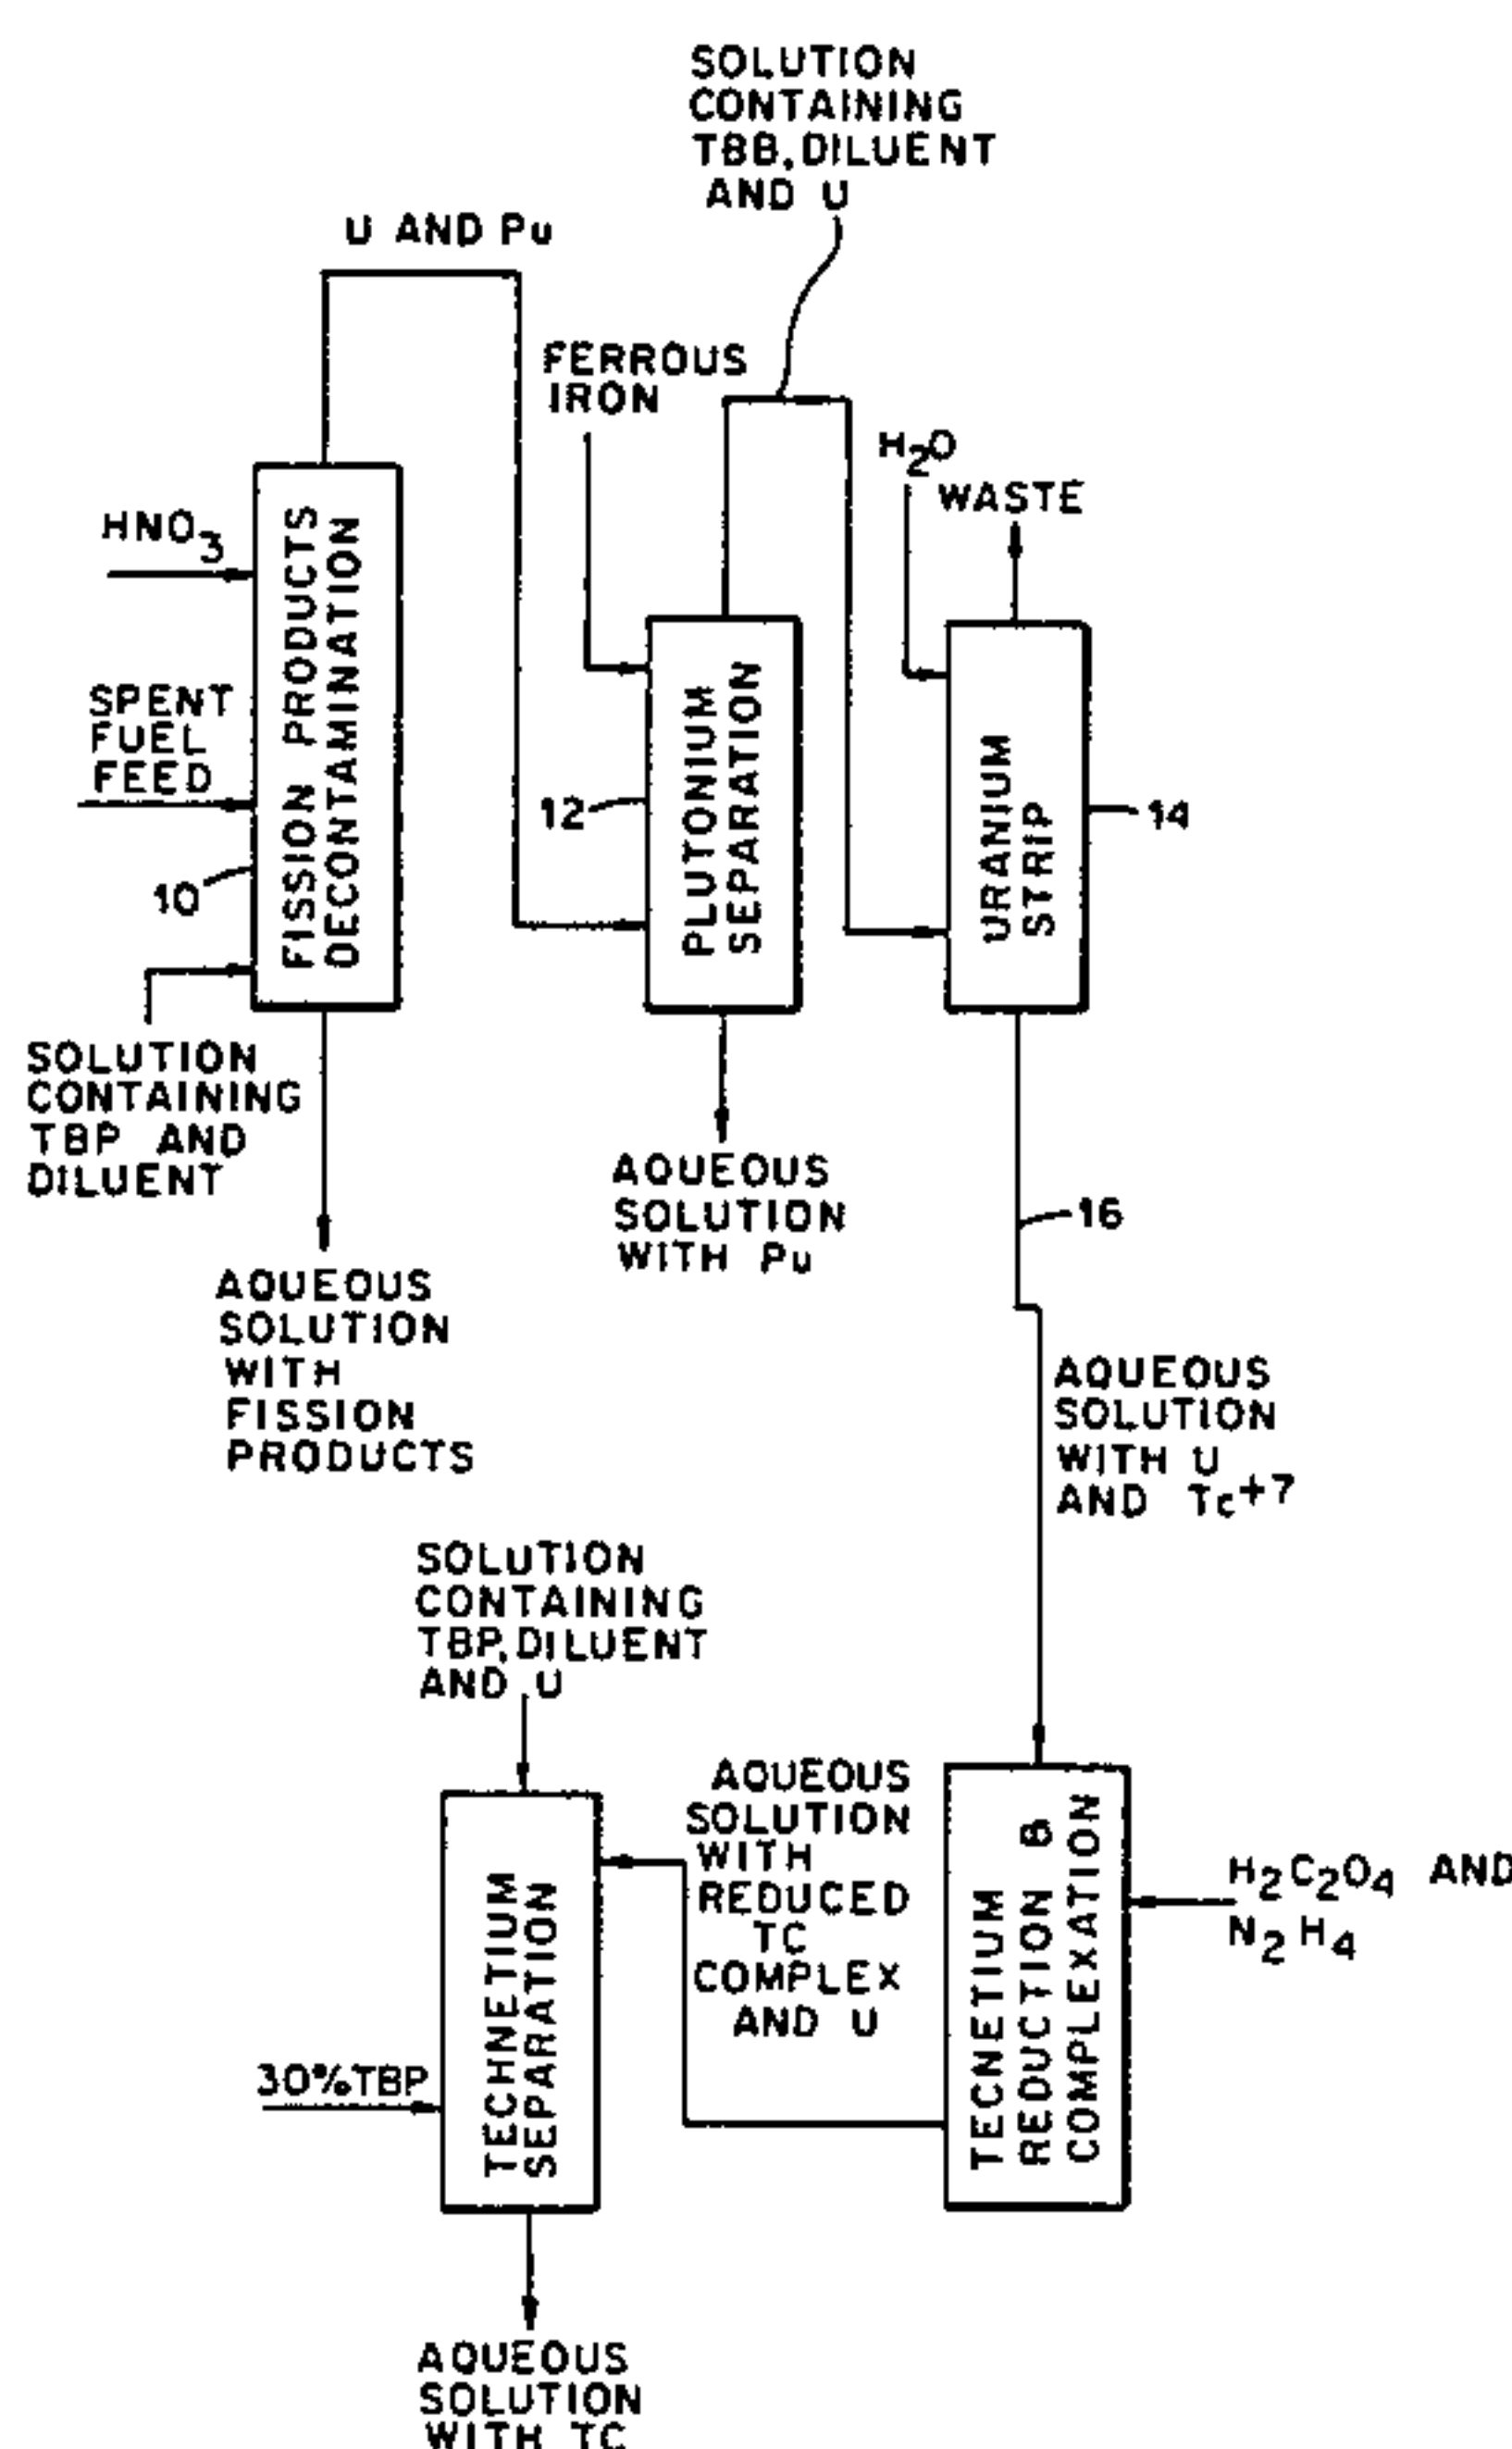 SOLUTION
CONTAINING
TBB, DILUENT
AND U
U AND Pu
FERROUS
IRON
H2O
WASTE
HNO3
SPENT
FUEL
FEED
10
FISSION PRODUCTS
DECONTAMINATION
12
PLUTONIUM
SEPARATION
URANIUM
STRIP
14
SOLUTION
CONTAINING
TBP AND
DILUENT
AQUEOUS
SOLUTION
WITH Pu
16
AQUEOUS
SOLUTION
WITH
FISSION
PRODUCTS
AQUEOUS
SOLUTION
WITH U
AND Tc+7
SOLUTION
CONTAINING
TBP, DILUENT
AND U
AQUEOUS
SOLUTION
WITH
REDUCED
TC
COMPLEX
AND U
TECHNETIUM
SEPARATION
30%TBP
TECNETIUM
REDUCTION &
COMPLEXATION
H2C2O4 AND
N2H4
AQUEOUS
SOLUTION
WITH TC